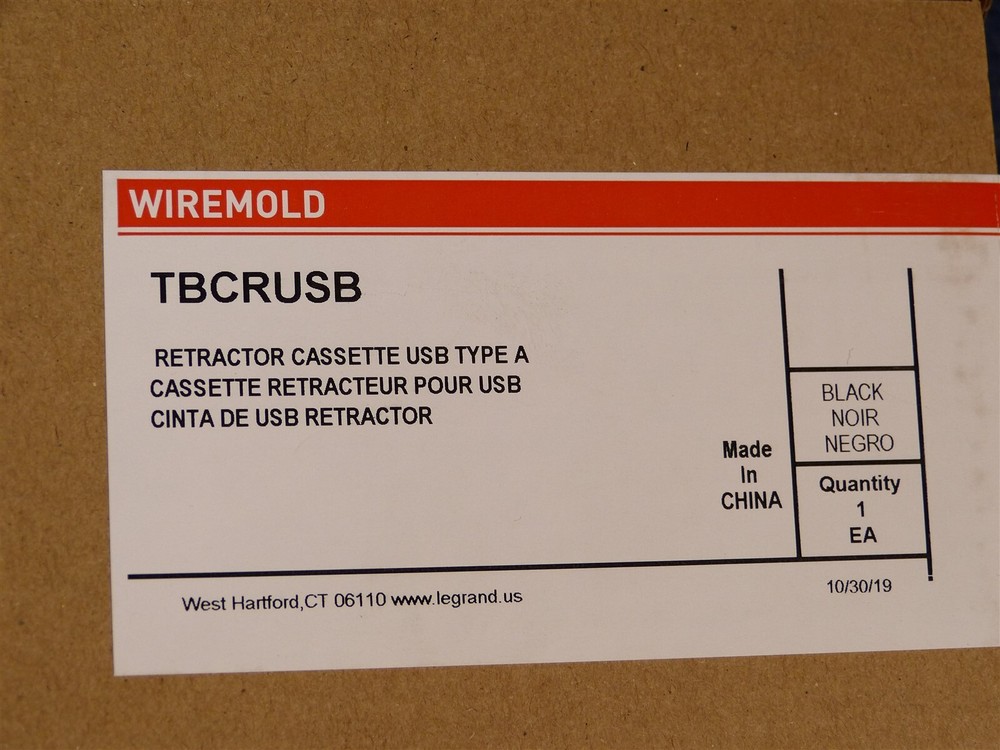 WIREMOLD
TBCRUSB
RETRACTOR CASSETTE USB TYPE A
CASSETTE RETRACTEUR POUR USB
CINTA DE USB RETRACTOR
Made
In
CHINA
BLACK
NOIR
NEGRO
Quantity
1
EA
West Hartford,CT 06110 www.legrand.us
10/30/19